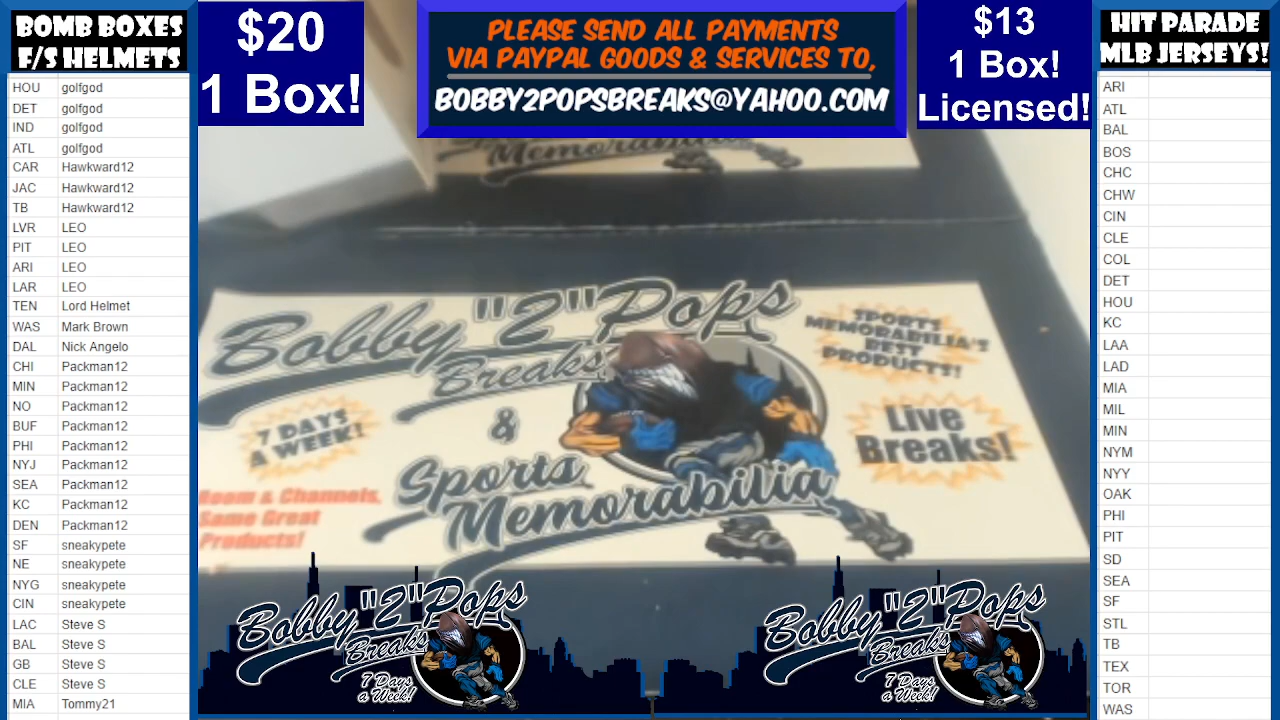 BOMB BOXES
F/S HELMETS
HOU golfgod
DET golfgod
IND golfgod
ATL golfgod
CAR Hawkward12
JAC Hawkward12
TB Hawkward12
LVR LEO
PIT LEO
ARI LEO
LAR LEO
TEN Lord Helmet
WAS Mark Brown
DAL Nick Angelo
CHI Packman12
MIN Packman12
NO Packman12
BUF Packman12
PHI Packman12
NYJ Packman12
SEA Packman12
KC Packman12
DEN Packman12
SF sneakypete
NE sneakypete
NYG sneakypete
CIN sneakypete
LAC Steve S
BAL Steve S
GB Steve S
CLE Steve S
MIA Tommy21
$20
1 Box!
PLEASE SEND ALL PAYMENTS
VIA PAYPAL GOODS & SERVICES TO,
BOBBY2POPSBREAKS@YAHOO.COM
$13
1 Box!
Licensed!
Memorabilia
Bobby "2" Pops
Breaks
&
Sports
Memorabilia
7 DAYS
A WEEK!
SPORTS
MEMORABILIA'S
BEST
PRODUCTS!
Live
Breaks!
Room & Channels,
Same Great
Products!
Bobby "2" Pops
Breaks
7 Days
a Week!
Bobby "2" Pops
Breaks
7 Days
a Week!
HIT PARADE
MLB JERSEYS!
ARI
ATL
BAL
BOS
CHC
CHW
CIN
CLE
COL
DET
HOU
KC
LAA
LAD
MIA
MIL
MIN
NYM
NYY
OAK
PHI
PIT
SD
SEA
SF
STL
TB
TEX
TOR
WAS